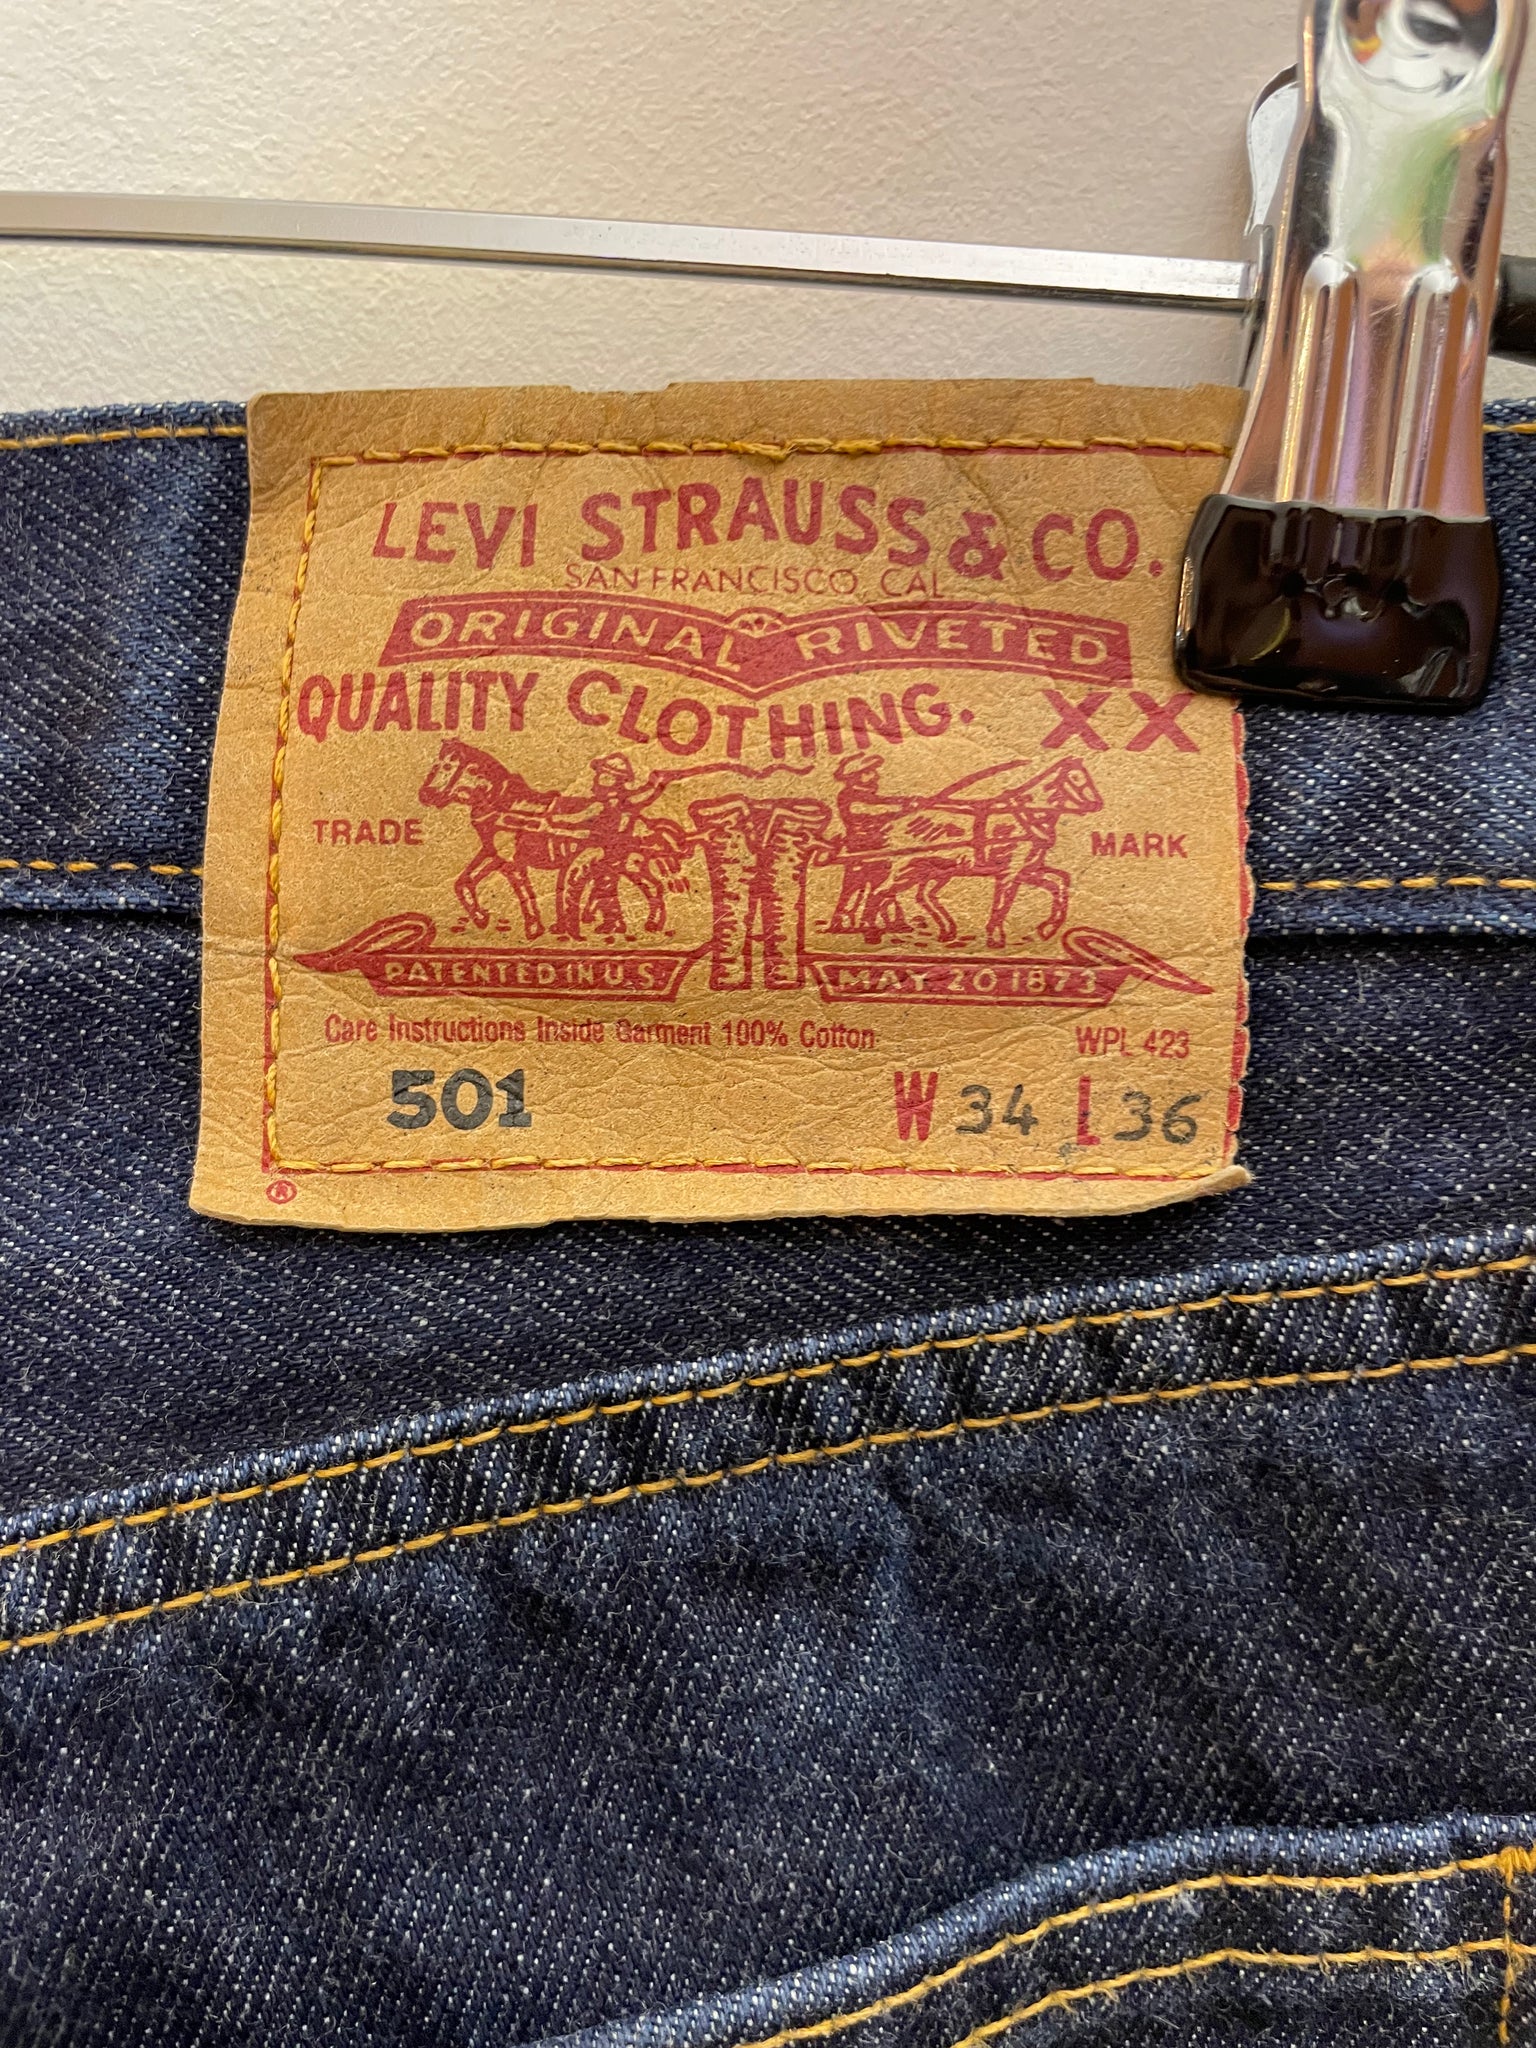 LEVI STRAUSS & CO.
SAN FRANCISCO, CAL
ORIGINAL RIVETED
QUALITY CLOTHING. XX
TRADE MARK
PATENTED IN U.S. MAY 20 1873
Care Instructions Inside Garment 100% Cotton WPL 423
501 W 34 L 36
®